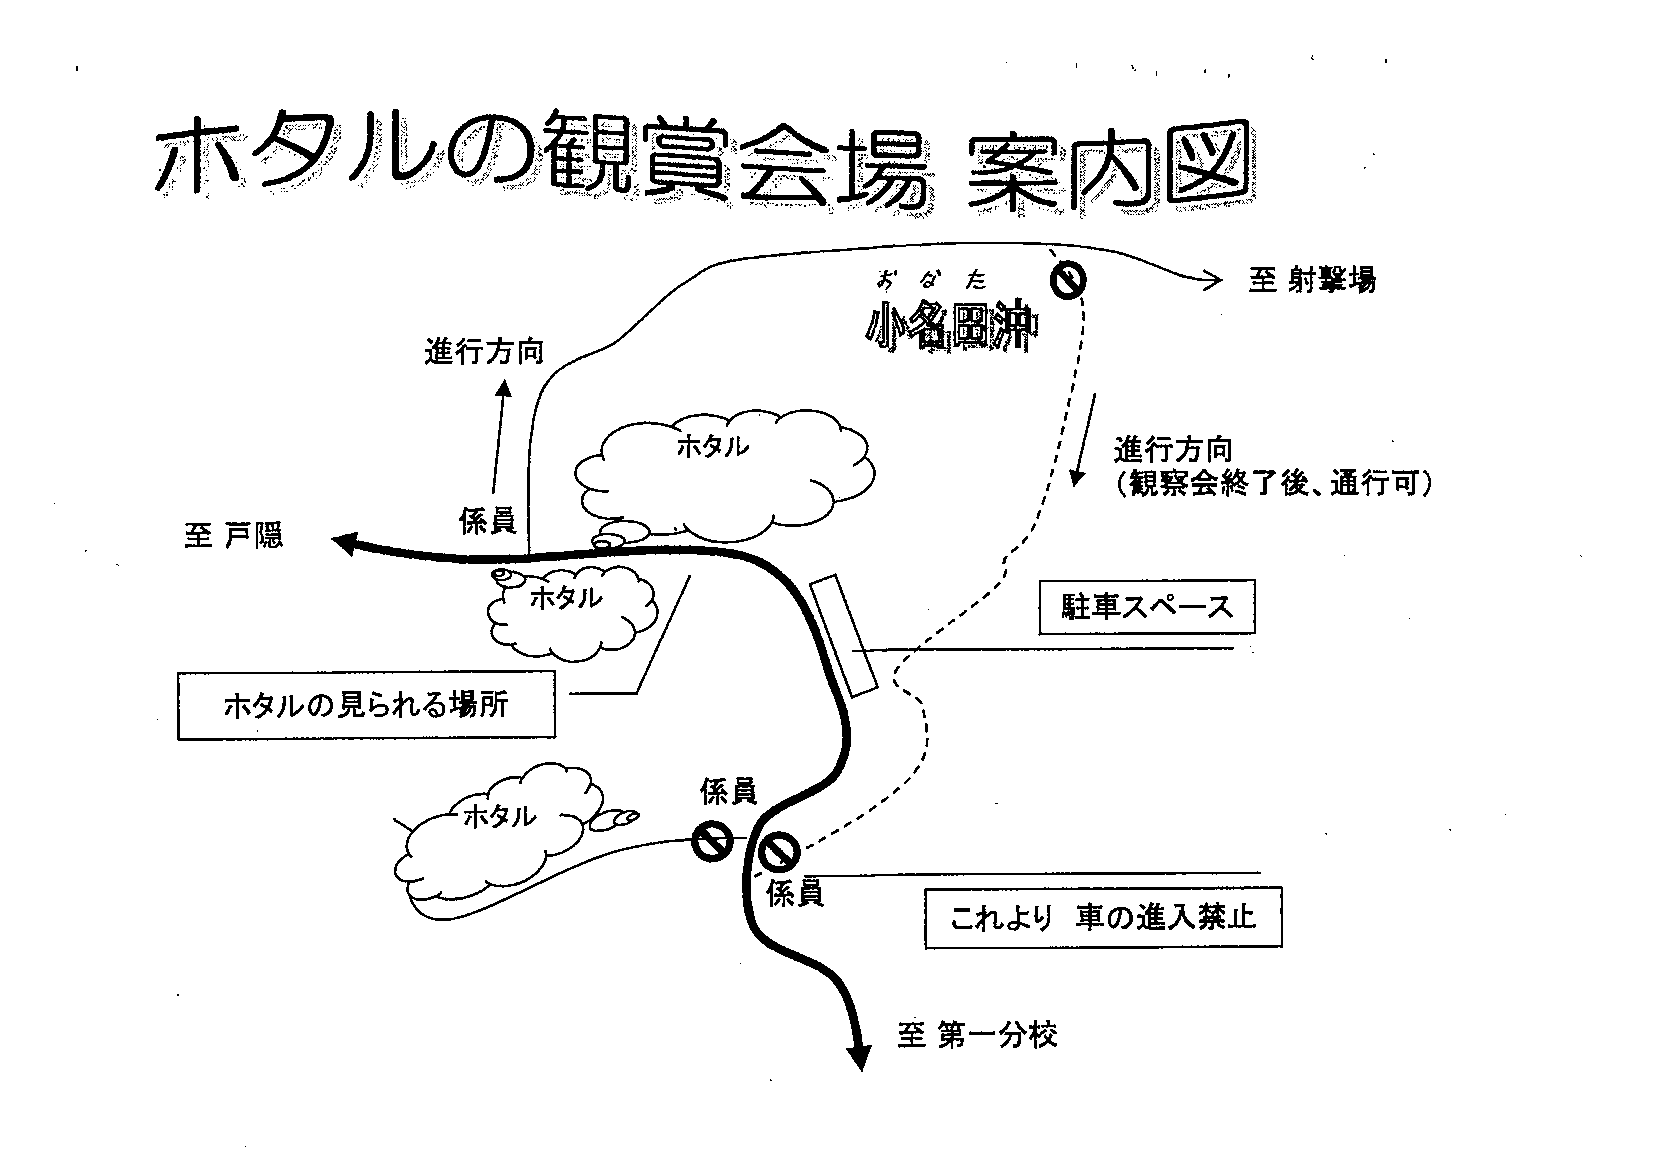 ホタルの観賞会場 案内図
至 射撃場
おなた
小名田沖
進行方向
ホタル
進行方向
(観察会終了後、通行可)
係員
至 戸隠
ホタル
駐車スペース
ホタルの見られる場所
係員
ホタル
係員
これより 車の進入禁止
至 第一分校